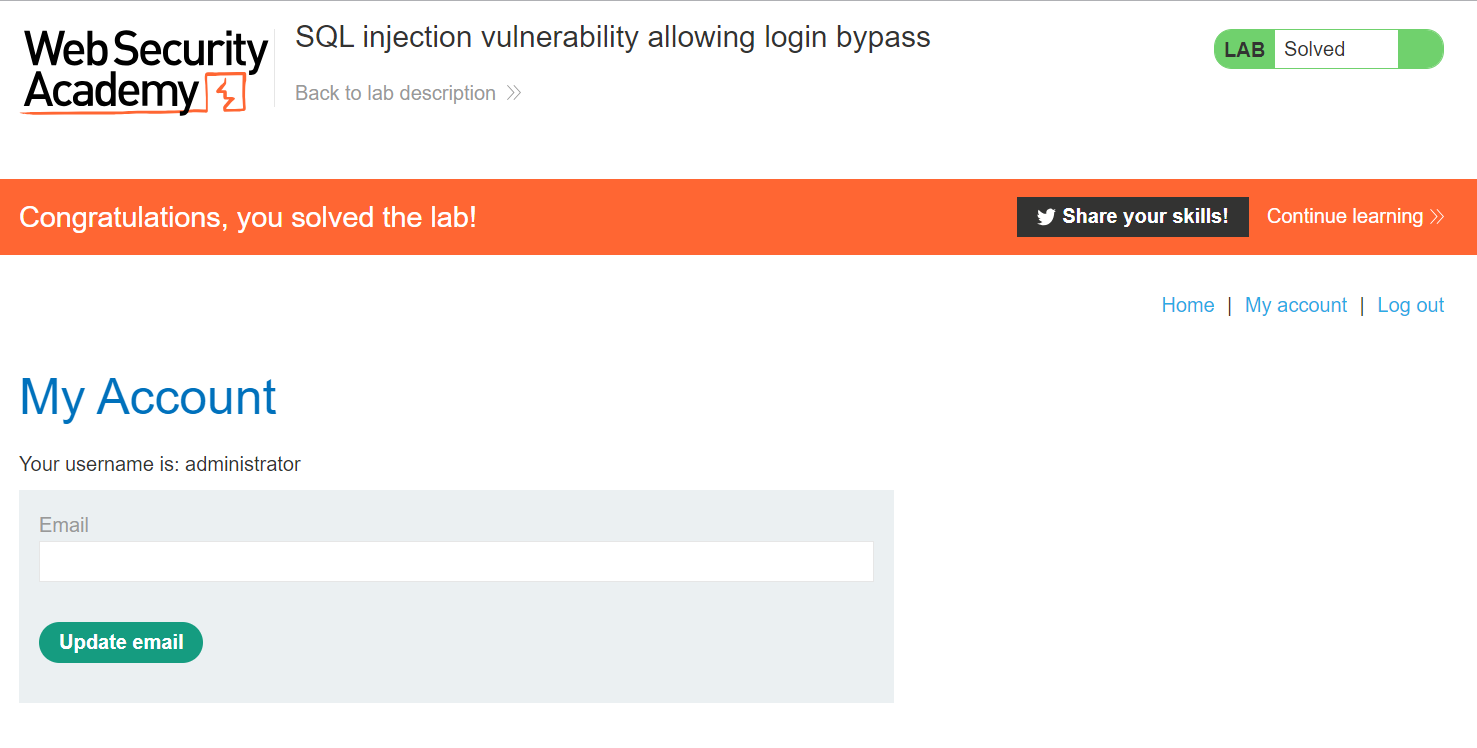 Web Security
Academy
SQL injection vulnerability allowing login bypass
Back to lab description
LAB Solved
Congratulations, you solved the lab!
Share your skills!
Continue learning
Home | My account | Log out
My Account
Your username is: administrator
Email
Update email